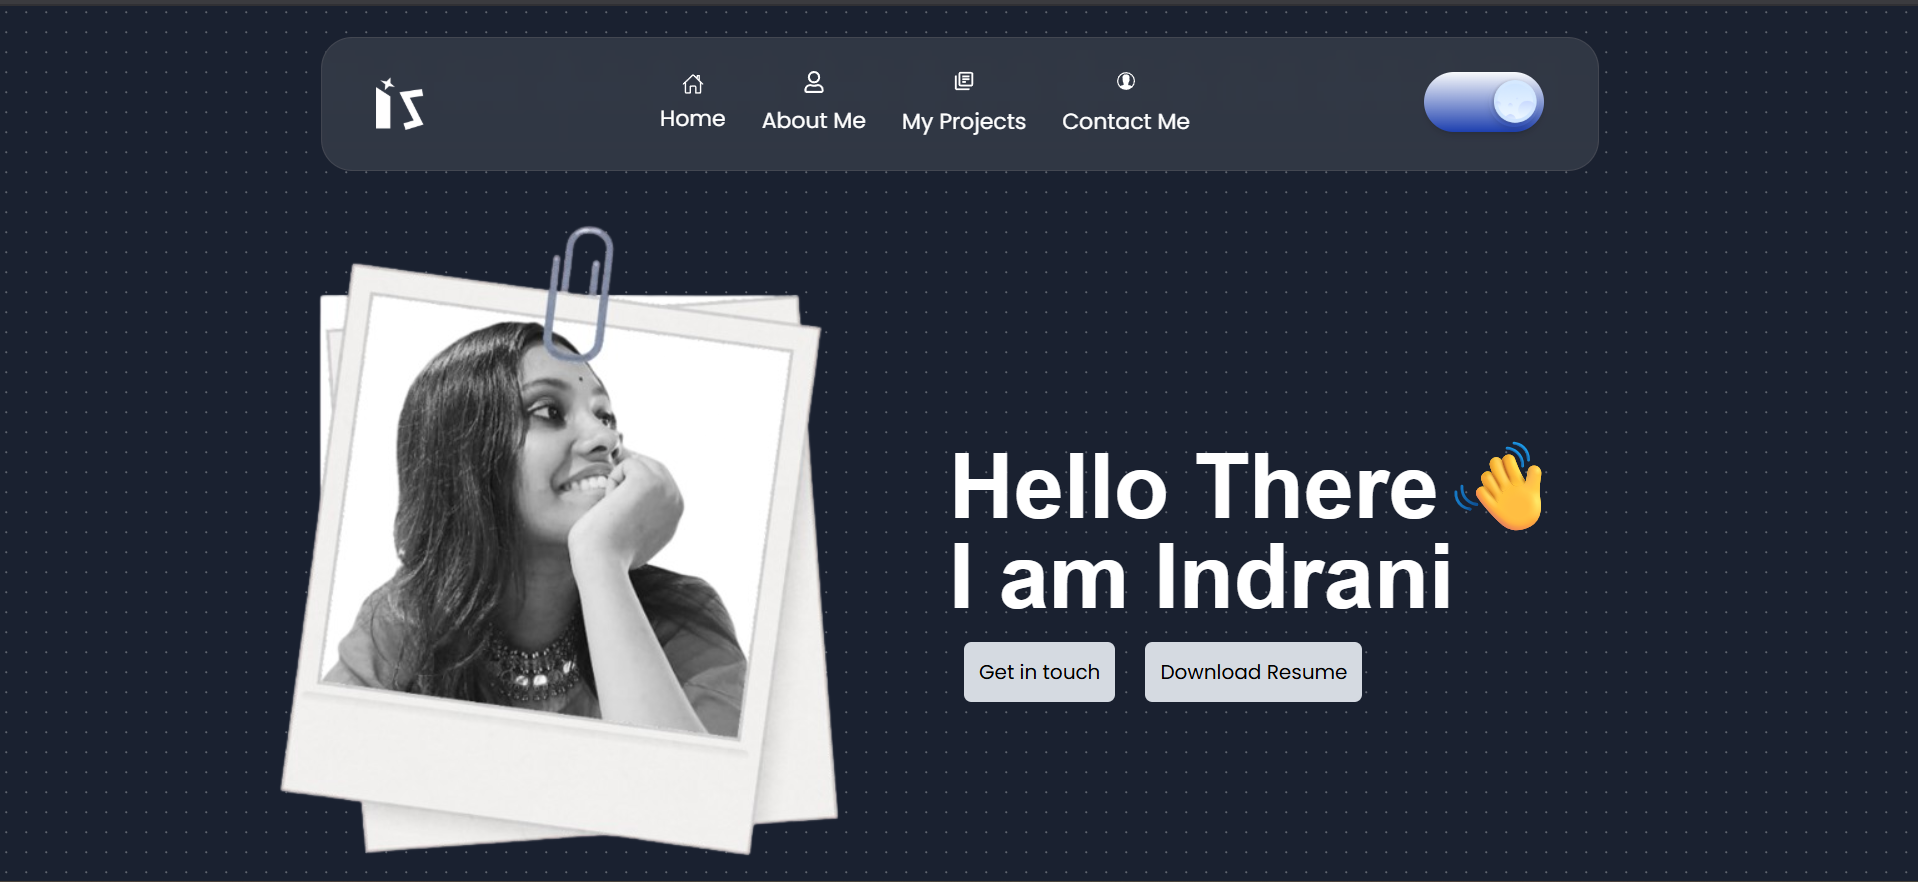 is
Home
About Me
My Projects
Contact Me
Hello There 👋
I am Indrani
Get in touch
Download Resume